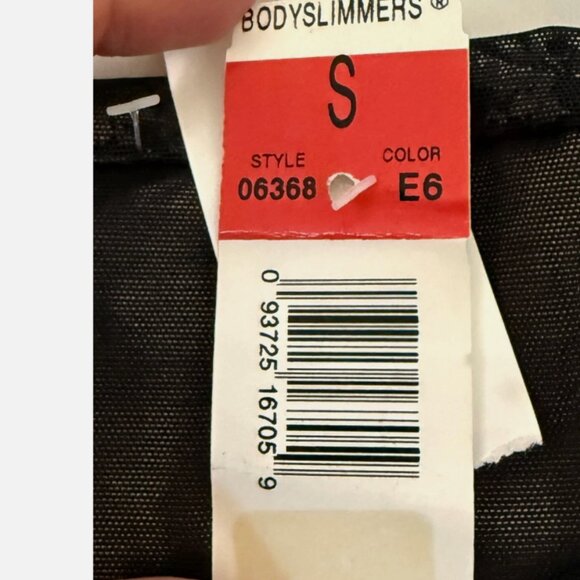 BODYSLIMMERS®
S
STYLE
COLOR
06368
E6
0 93725 16705 9